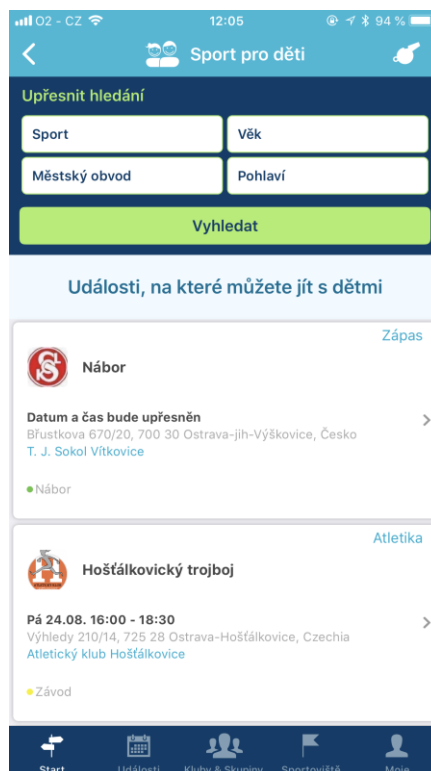 O2 - CZ 12:05 94 %
Sport pro děti
Upřesnit hledání
Sport Věk
Městský obvod Pohlaví
Vyhledat
Události, na které můžete jít s dětmi
Zápas
Nábor
Datum a čas bude upřesněn
Břustkova 670/20, 700 30 Ostrava-jih-Výškovice, Česko
T. J. Sokol Vítkovice
Nábor
Atletika
Hošťálkovický trojboj
Pá 24.08. 16:00 - 18:30
Výhledy 210/14, 725 28 Ostrava-Hošťálkovice, Czechia
Atletický klub Hošťálkovice
Závod
Start Události Kluby & Skupiny Sportoviště Moje